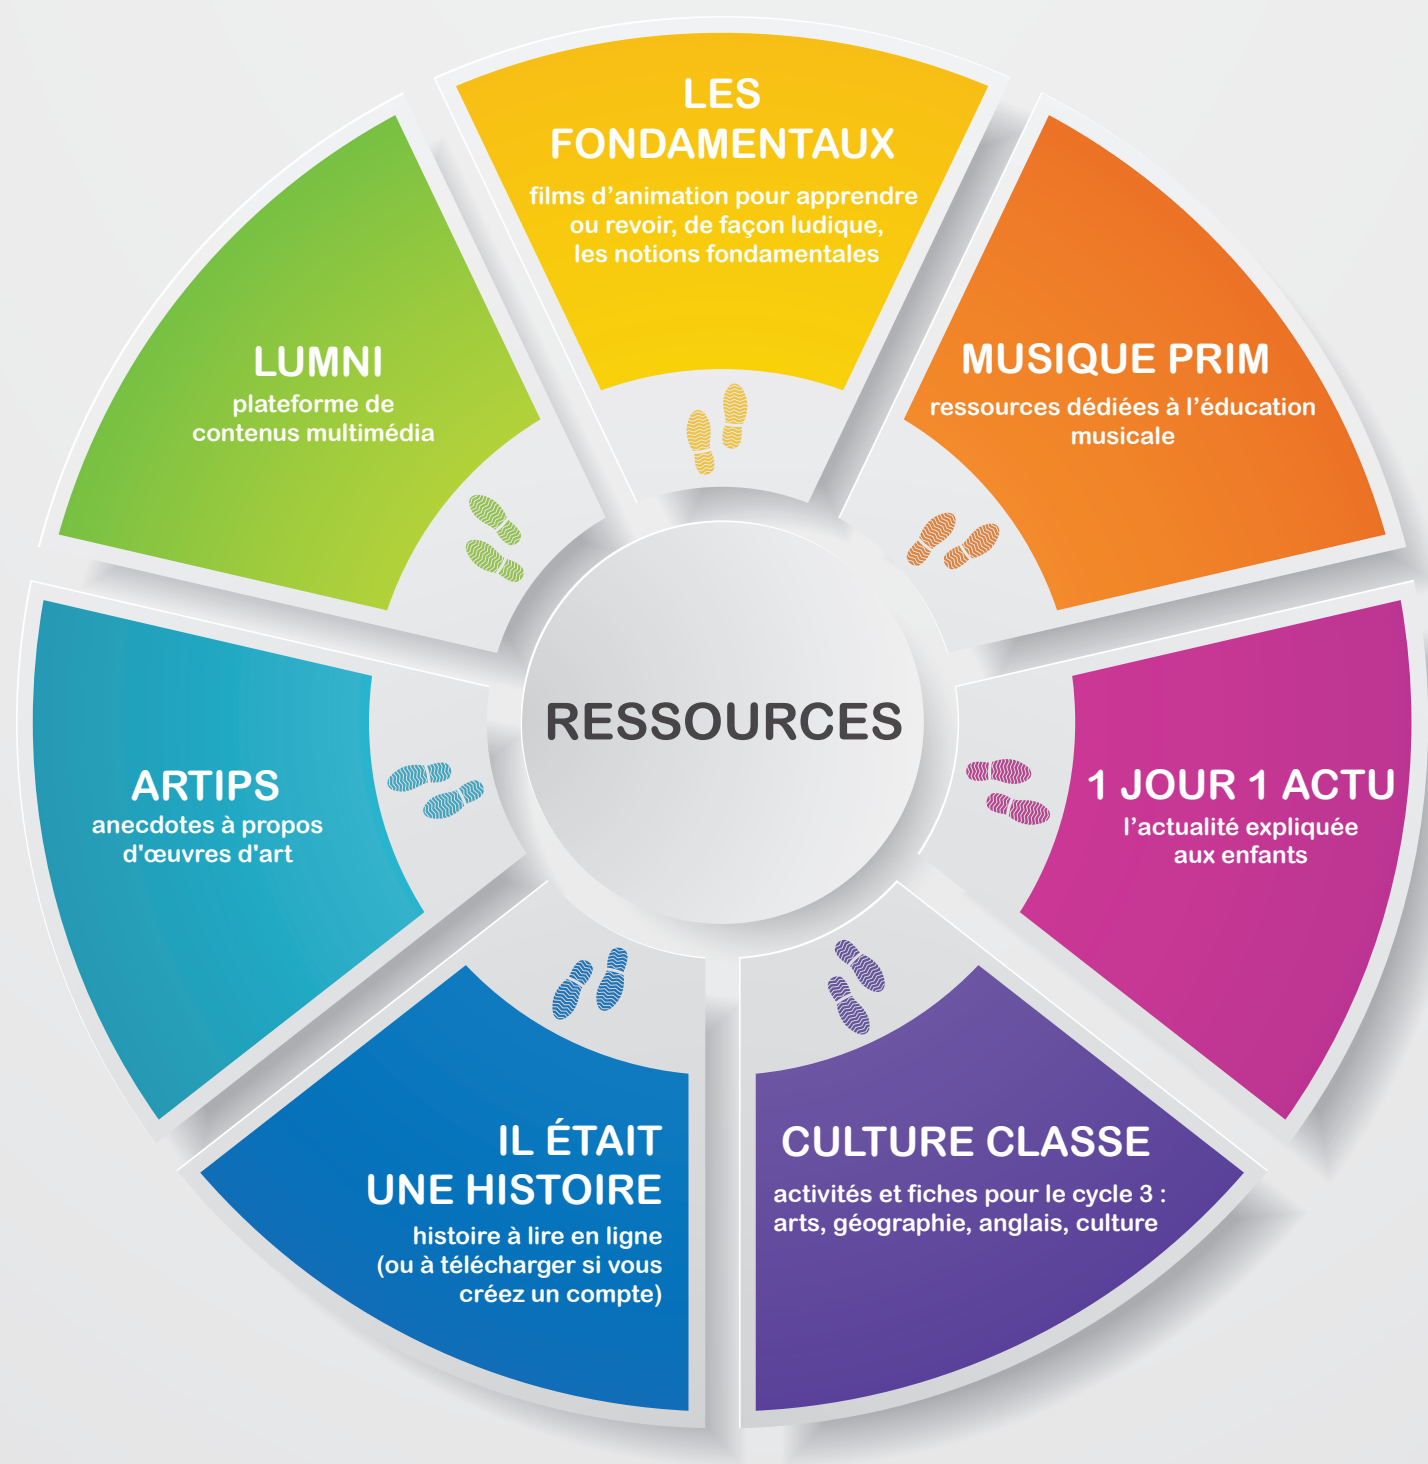 LES
FONDAMENTAUX
films d’animation pour apprendre
ou revoir, de façon ludique,
les notions fondamentales
MUSIQUE PRIM
ressources dédiées à l’éducation
musicale
1 JOUR 1 ACTU
l’actualité expliquée
aux enfants
CULTURE CLASSE
activités et fiches pour le cycle 3 :
arts, géographie, anglais, culture
IL ÉTAIT
UNE HISTOIRE
histoire à lire en ligne
(ou à télécharger si vous
créez un compte)
ARTIPS
anecdotes à propos
d'œuvres d'art
LUMNI
plateforme de
contenus multimédia
RESSOURCES